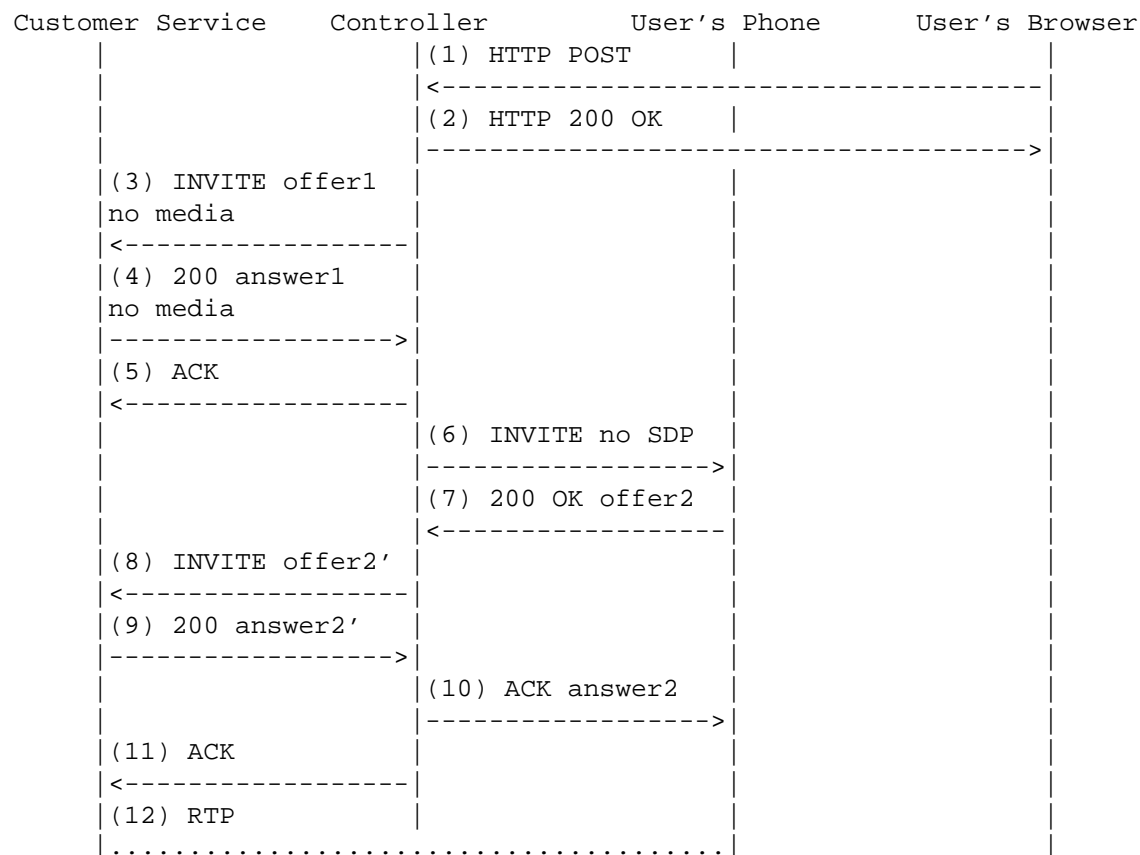 Customer Service Controller User's Phone User's Browser
(1) HTTP POST
(2) HTTP 200 OK
(3) INVITE offer1
no media
(4) 200 answer1
no media
(5) ACK
(6) INVITE no SDP
(7) 200 OK offer2
(8) INVITE offer2'
(9) 200 answer2'
(10) ACK answer2
(11) ACK
(12) RTP